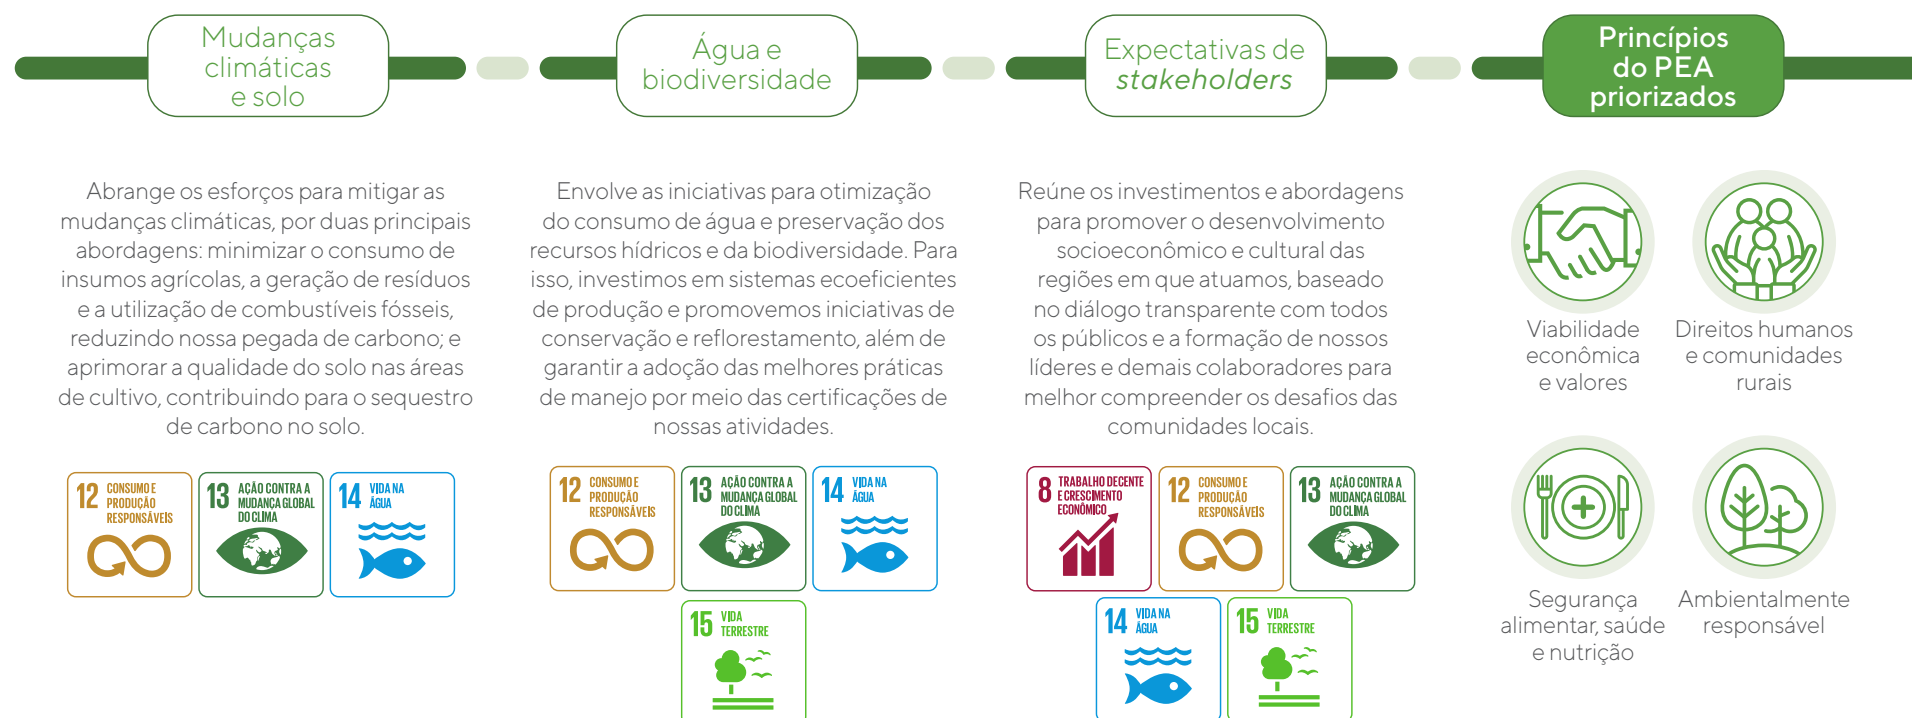 Mudanças
climáticas
e solo
Abrange os esforços para mitigar as
mudanças climáticas, por duas principais
abordagens: minimizar o consumo de
insumos agrícolas, a geração de resíduos
e a utilização de combustíveis fósseis,
reduzindo nossa pegada de carbono; e
aprimorar a qualidade do solo nas áreas
de cultivo, contribuindo para o sequestro
de carbono no solo.
12 CONSUMO E
PRODUÇÃO
RESPONSÁVEIS
13 AÇÃO CONTRA A
MUDANÇA GLOBAL
DO CLIMA
14 VIDA NA
ÁGUA
Água e
biodiversidade
Envolve as iniciativas para otimização
do consumo de água e preservação dos
recursos hídricos e da biodiversidade. Para
isso, investimos em sistemas ecoeficientes
de produção e promovemos iniciativas de
conservação e reflorestamento, além de
garantir a adoção das melhores práticas
de manejo por meio das certificações de
nossas atividades.
12 CONSUMO E
PRODUÇÃO
RESPONSÁVEIS
13 AÇÃO CONTRA A
MUDANÇA GLOBAL
DO CLIMA
14 VIDA NA
ÁGUA
15 VIDA
TERRESTRE
Expectativas de
stakeholders
Reúne os investimentos e abordagens
para promover o desenvolvimento
socioeconômico e cultural das
regiões em que atuamos, baseado
no diálogo transparente com todos
os públicos e a formação de nossos
líderes e demais colaboradores para
melhor compreender os desafios das
comunidades locais.
8 TRABALHO DECENTE
E CRESCIMENTO
ECONÔMICO
12 CONSUMO E
PRODUÇÃO
RESPONSÁVEIS
13 AÇÃO CONTRA A
MUDANÇA GLOBAL
DO CLIMA
14 VIDA NA
ÁGUA
15 VIDA
TERRESTRE
Princípios
do PEA
priorizados
Viabilidade
econômica
e valores
Direitos humanos
e comunidades
rurais
Segurança
alimentar, saúde
e nutrição
Ambientalmente
responsável